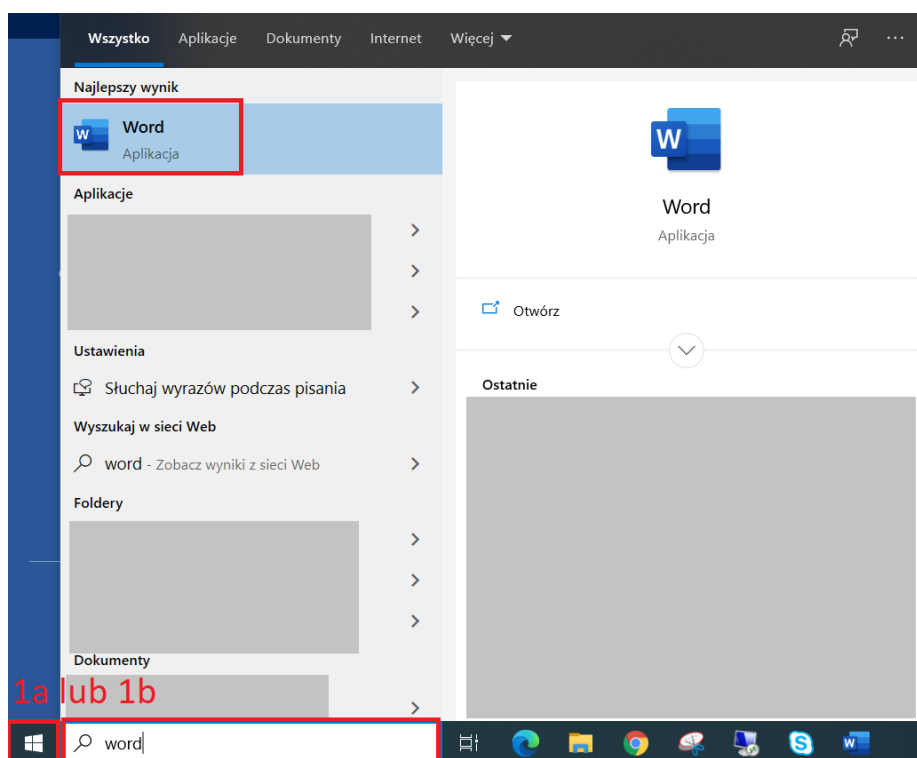 Wszystko Aplikacje Dokumenty Internet Więcej
Najlepszy wynik
Word
Aplikacja
Aplikacje
Ustawienia
Słuchaj wyrazów podczas pisania
Wyszukaj w sieci Web
word - Zobacz wyniki z sieci Web
Foldery
Dokumenty
1a lub 1b
word
W
Word
Aplikacja
Otwórz
Ostatnie